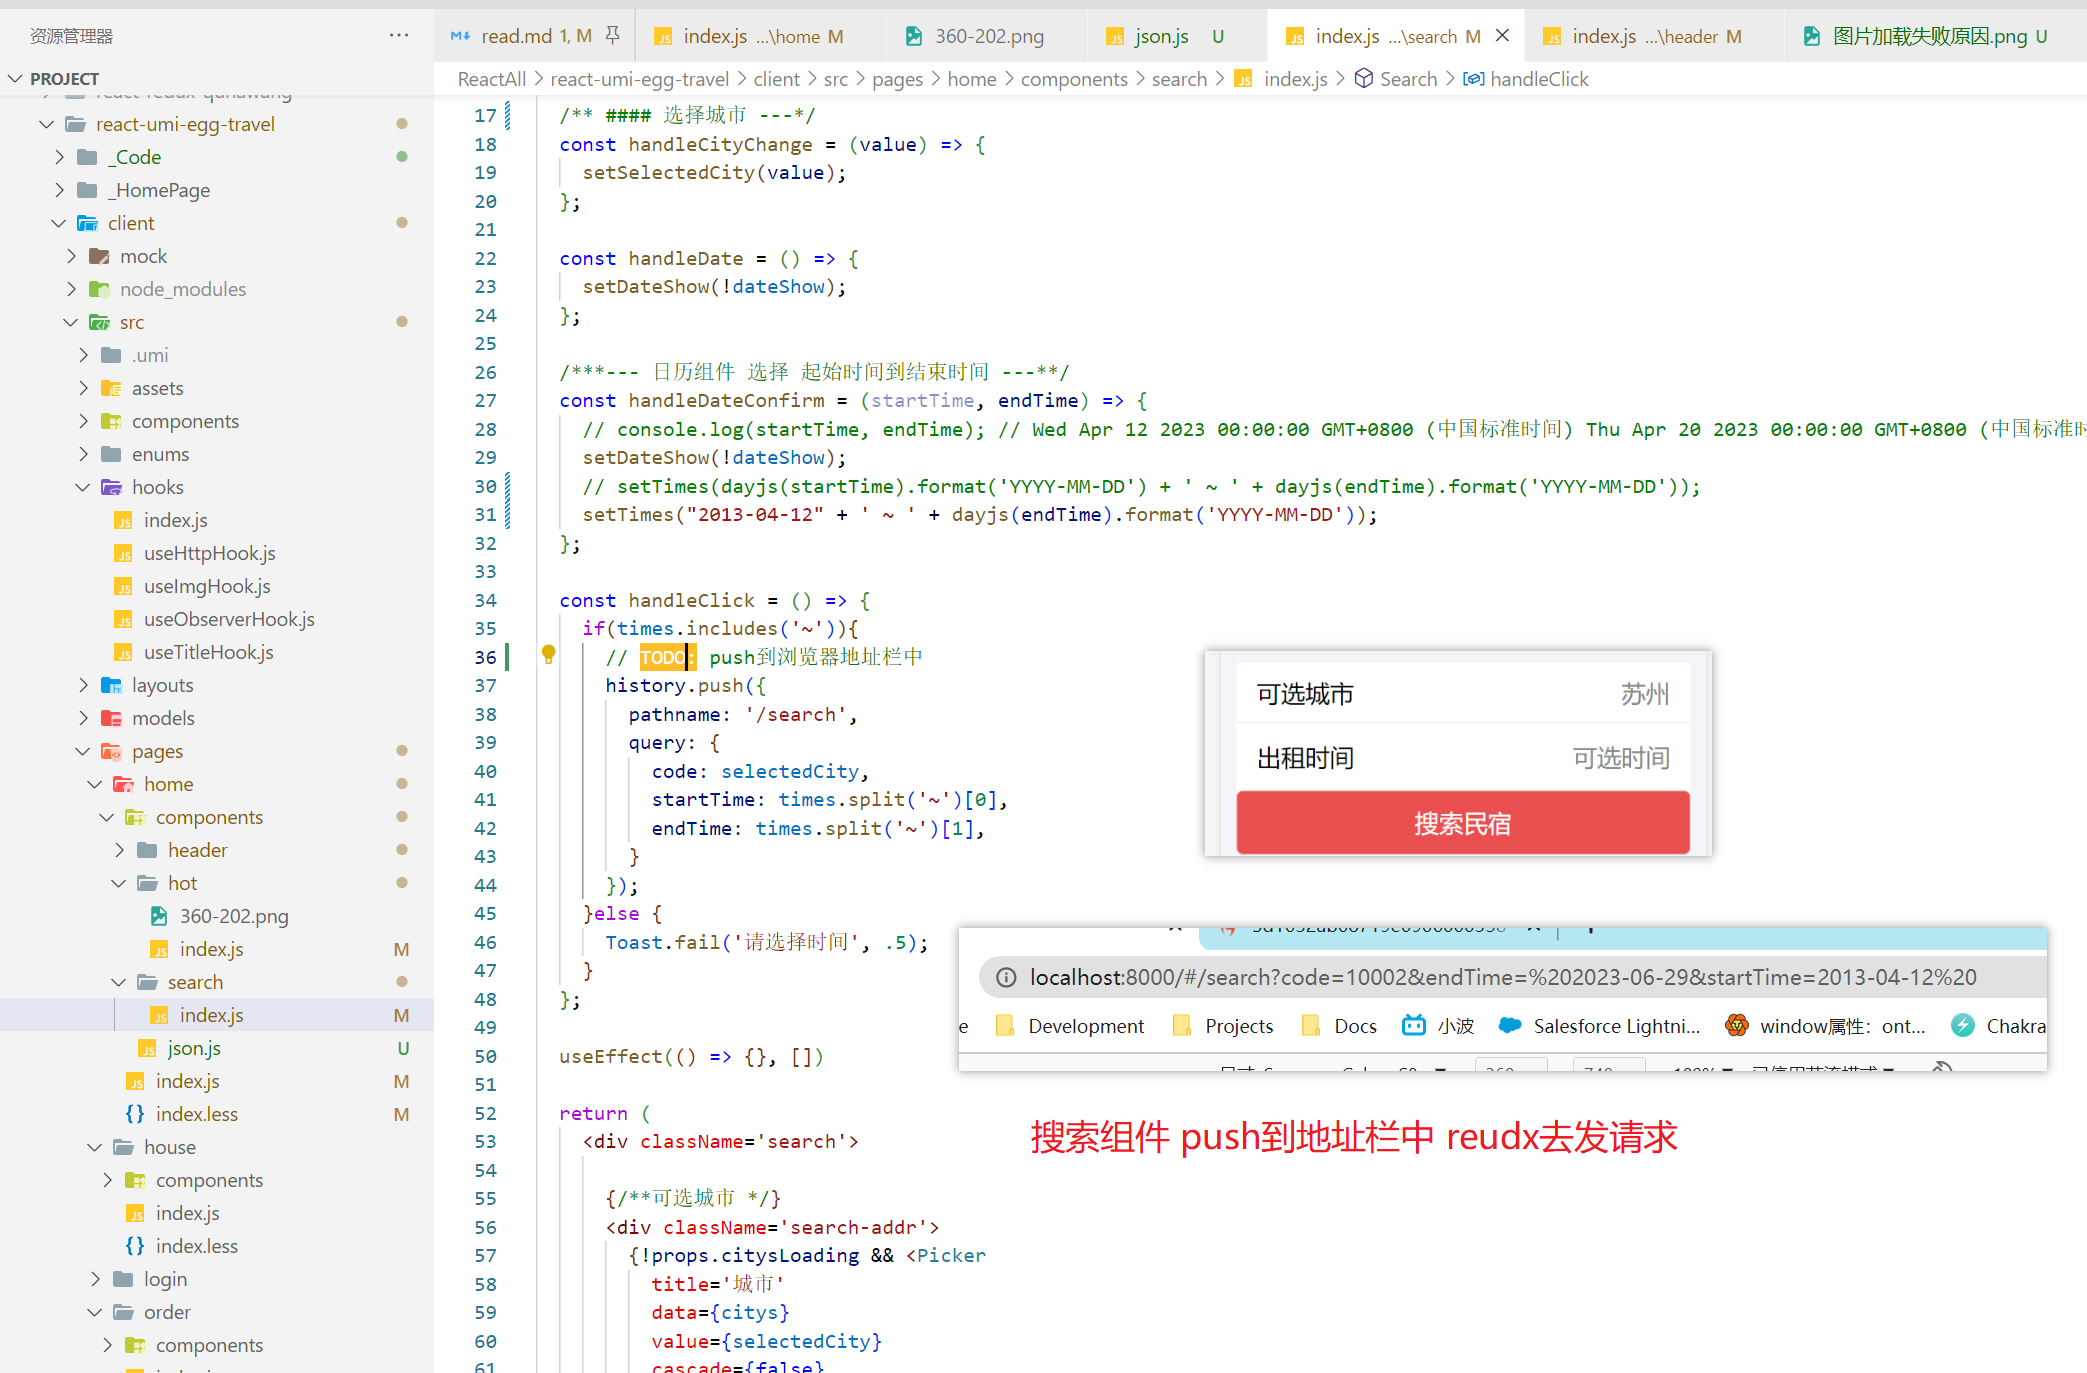 资源管理器
PROJECT
react-umi-egg-travel
_Code
_HomePage
client
mock
node_modules
src
.umi
assets
components
enums
hooks
index.js
useHttpHook.js
useImgHook.js
useObserverHook.js
useTitleHook.js
layouts
models
pages
home
components
header
hot
360-202.png
index.js M
search
index.js M
json.js U
index.js M
index.less M
house
components
index.js
index.less
login
order
components
read.md 1, M
index.js ...\home M
360-202.png
json.js U
index.js ...\search M
index.js ...\header M
图片加载失败原因.png U
ReactAll > react-umi-egg-travel > client > src > pages > home > components > search > index.js > Search > handleClick
17 /** #### 选择城市 ---*/
18 const handleCityChange = (value) => {
19 setSelectedCity(value);
20 };
21
22 const handleDate = () => {
23 setDateShow(!dateShow);
24 };
25
26 /***--- 日历组件 选择 起始时间到结束时间 ---**/
27 const handleDateConfirm = (startTime, endTime) => {
28 // console.log(startTime, endTime); // Wed Apr 12 2023 00:00:00 GMT+0800 (中国标准时间) Thu Apr 20 2023 00:00:00 GMT+0800 (中国标准时
29 setDateShow(!dateShow);
30 // setTimes(dayjs(startTime).format('YYYY-MM-DD') + ' ~ ' + dayjs(endTime).format('YYYY-MM-DD'));
31 setTimes("2013-04-12" + ' ~ ' + dayjs(endTime).format('YYYY-MM-DD'));
32 };
33
34 const handleClick = () => {
35 if(times.includes('~')){
36 // TODO: push到浏览器地址栏中
37 history.push({
38 pathname: '/search',
39 query: {
40 code: selectedCity,
41 startTime: times.split('~')[0],
42 endTime: times.split('~')[1],
43 }
44 });
45 }else {
46 Toast.fail('请选择时间', .5);
47 }
48 };
49
50 useEffect(() => {}, [])
51
52 return (
53 <div className='search'>
54
55 {/**可选城市 */}
56 <div className='search-addr'>
57 {!props.citysLoading && <Picker
58 title='城市'
59 data={citys}
60 value={selectedCity}
61 cascade={false}
可选城市 苏州
出租时间 可选时间
搜索民宿
localhost:8000/#/search?code=10002&endTime=%202023-06-29&startTime=2013-04-12%20
e Development Projects Docs 小波 Salesforce Lightni... window属性：ont... Chakra
搜索组件 push到地址栏中 reudx去发请求